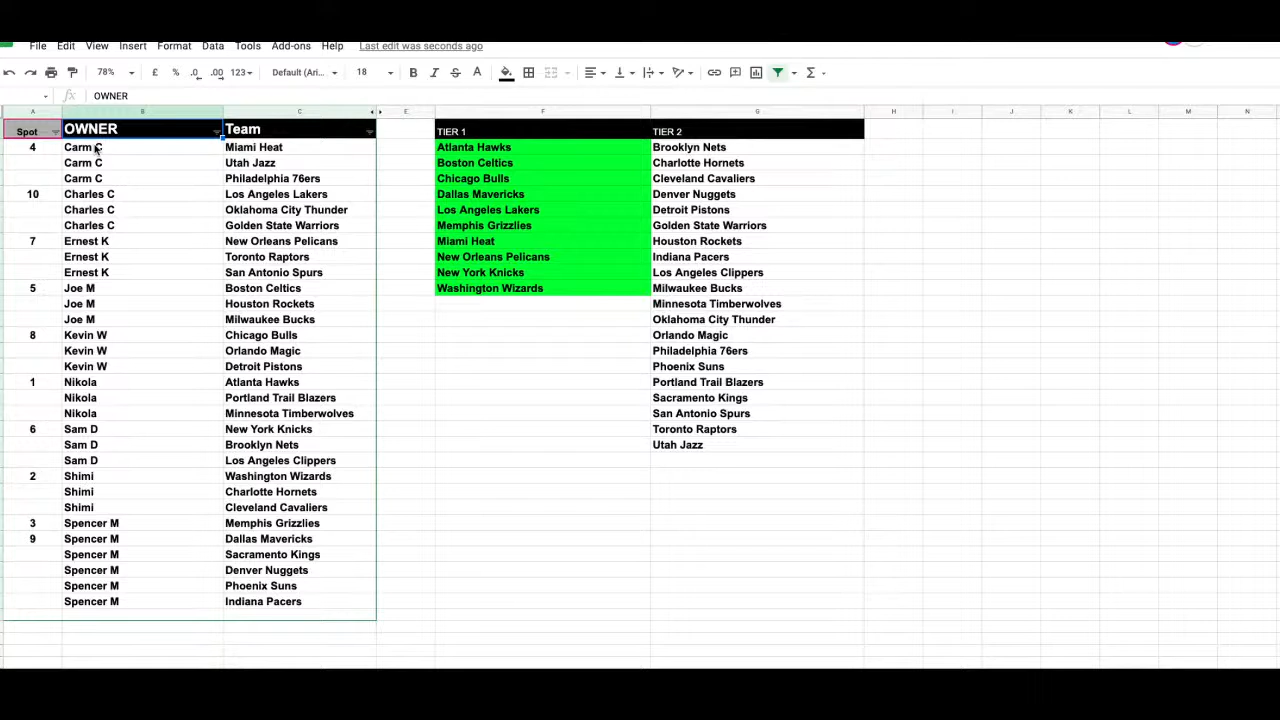 File Edit View Insert Format Data Tools Add-ons Help Last edit was seconds ago
78% £ % .0 .00 123 Default (Ari... 18 B I S A
fx OWNER
A B C E F G H I J K L M N
Spot OWNER Team TIER 1 TIER 2
4 Carm C Miami Heat Atlanta Hawks Brooklyn Nets
Carm C Utah Jazz Boston Celtics Charlotte Hornets
Carm C Philadelphia 76ers Chicago Bulls Cleveland Cavaliers
10 Charles C Los Angeles Lakers Dallas Mavericks Denver Nuggets
Charles C Oklahoma City Thunder Los Angeles Lakers Detroit Pistons
Charles C Golden State Warriors Memphis Grizzlies Golden State Warriors
7 Ernest K New Orleans Pelicans Miami Heat Houston Rockets
Ernest K Toronto Raptors New Orleans Pelicans Indiana Pacers
Ernest K San Antonio Spurs New York Knicks Los Angeles Clippers
5 Joe M Boston Celtics Washington Wizards Milwaukee Bucks
Joe M Houston Rockets Minnesota Timberwolves
Joe M Milwaukee Bucks Oklahoma City Thunder
8 Kevin W Chicago Bulls Orlando Magic
Kevin W Orlando Magic Philadelphia 76ers
Kevin W Detroit Pistons Phoenix Suns
1 Nikola Atlanta Hawks Portland Trail Blazers
Nikola Portland Trail Blazers Sacramento Kings
Nikola Minnesota Timberwolves San Antonio Spurs
6 Sam D New York Knicks Toronto Raptors
Sam D Brooklyn Nets Utah Jazz
Sam D Los Angeles Clippers
2 Shimi Washington Wizards
Shimi Charlotte Hornets
Shimi Cleveland Cavaliers
3 Spencer M Memphis Grizzlies
9 Spencer M Dallas Mavericks
Spencer M Sacramento Kings
Spencer M Denver Nuggets
Spencer M Phoenix Suns
Spencer M Indiana Pacers